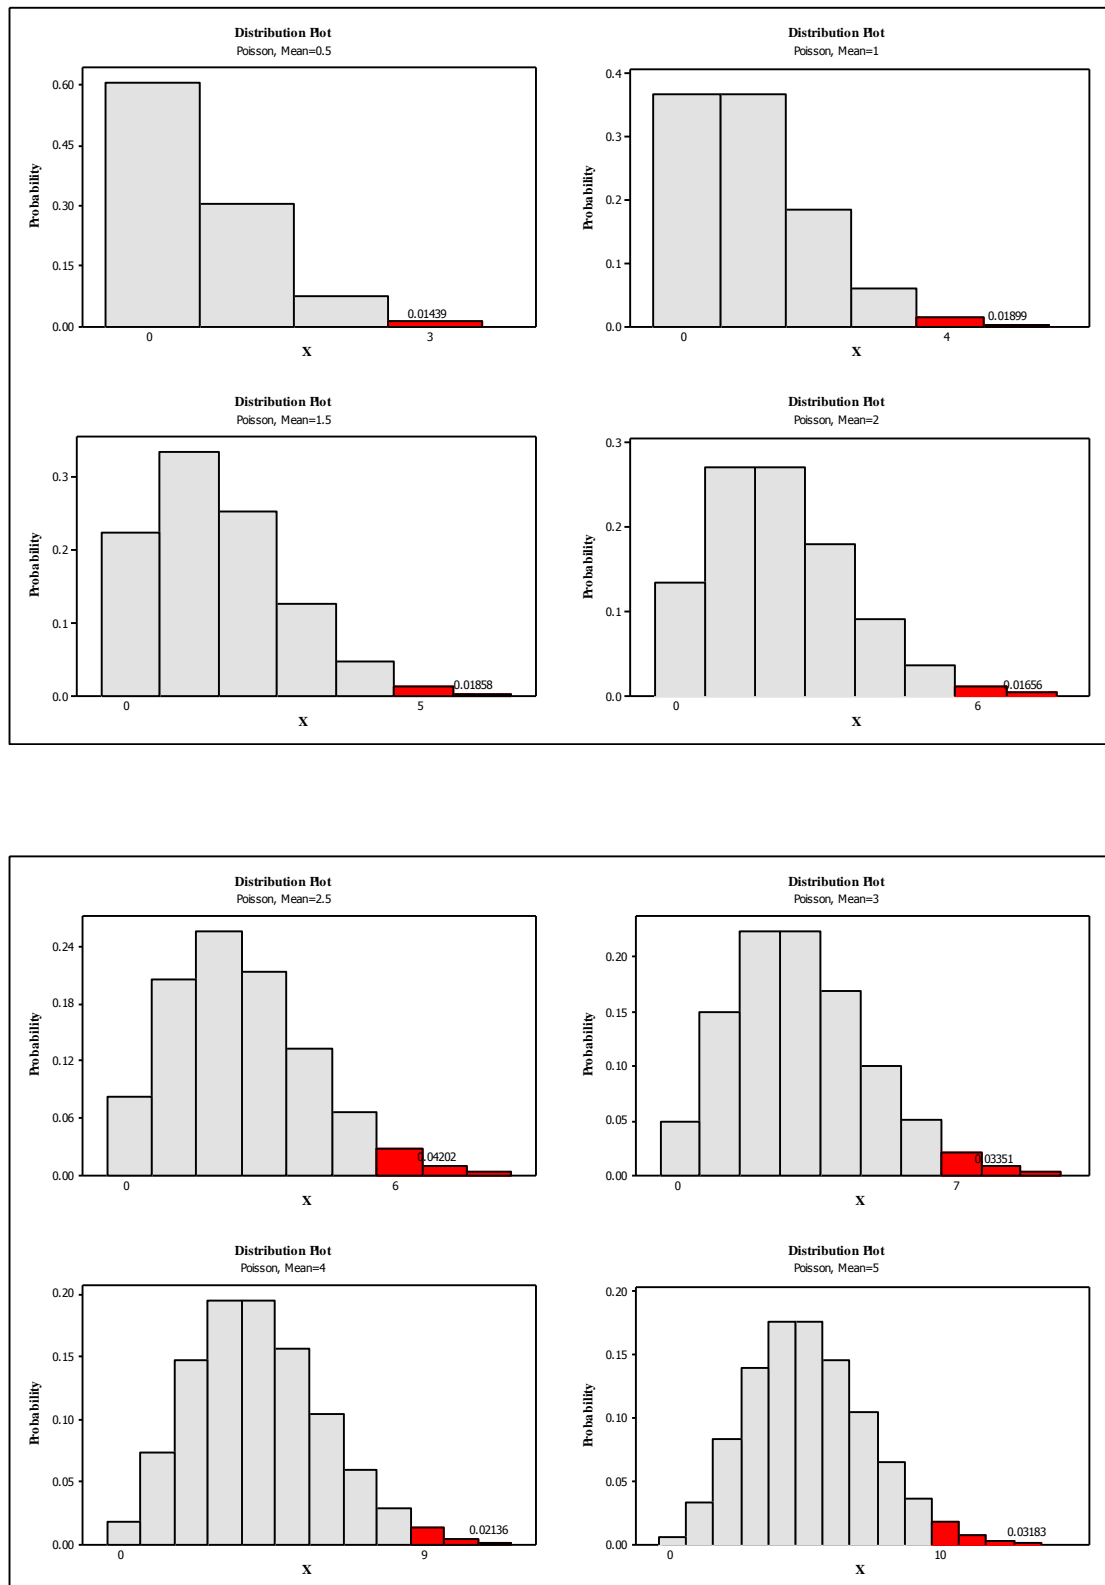 Distribution Plot
Poisson, Mean=0.5
0.60
0.45
0.30
0.15
0.00
Probability
0.01439
0
3
X
Distribution Plot
Poisson, Mean=1
0.4
0.3
0.2
0.1
0.0
Probability
0.01899
0
4
X
Distribution Plot
Poisson, Mean=1.5
0.3
0.2
0.1
0.0
Probability
0.01858
0
5
X
Distribution Plot
Poisson, Mean=2
0.3
0.2
0.1
0.0
Probability
0.01656
0
6
X
Distribution Plot
Poisson, Mean=2.5
0.24
0.18
0.12
0.06
0.00
Probability
0.04202
0
6
X
Distribution Plot
Poisson, Mean=3
0.20
0.15
0.10
0.05
0.00
Probability
0.03351
0
7
X
Distribution Plot
Poisson, Mean=4
0.20
0.15
0.10
0.05
0.00
Probability
0.02136
0
9
X
Distribution Plot
Poisson, Mean=5
0.20
0.15
0.10
0.05
0.00
Probability
0.03183
0
10
X